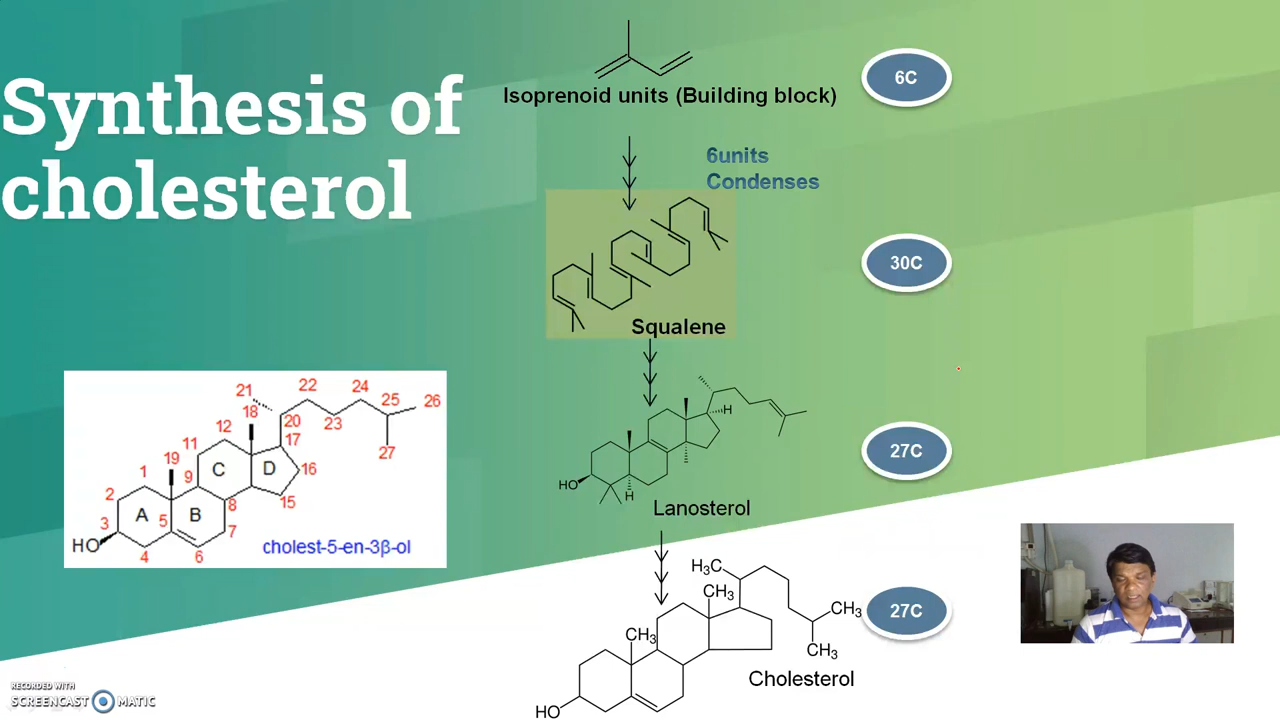 Synthesis of
cholesterol
Isoprenoid units (Building block)
6C
6units
Condenses
30C
Squalene
H
HO
H
Lanosterol
27C
H₃C
CH₃
CH₃
CH₃
CH₃
HO
Cholesterol
27C
21
22
24
25
26
18
20
23
12
17
27
11
19
C
D
16
1
9
2
8
15
A
B
3
5
7
HO
4
6
cholest-5-en-3β-ol
RECORDED WITH
SCREENCAST MATIC